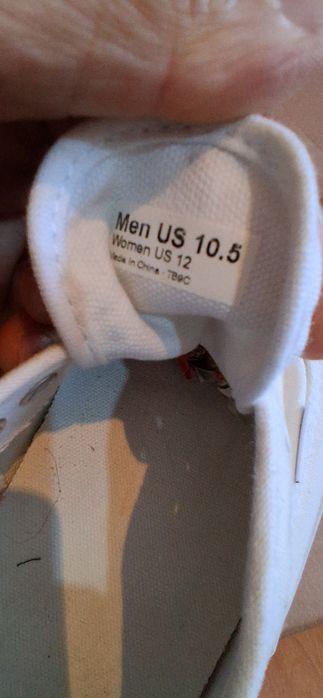 Men US 10.5
Women US 12
Made in China - TB9C